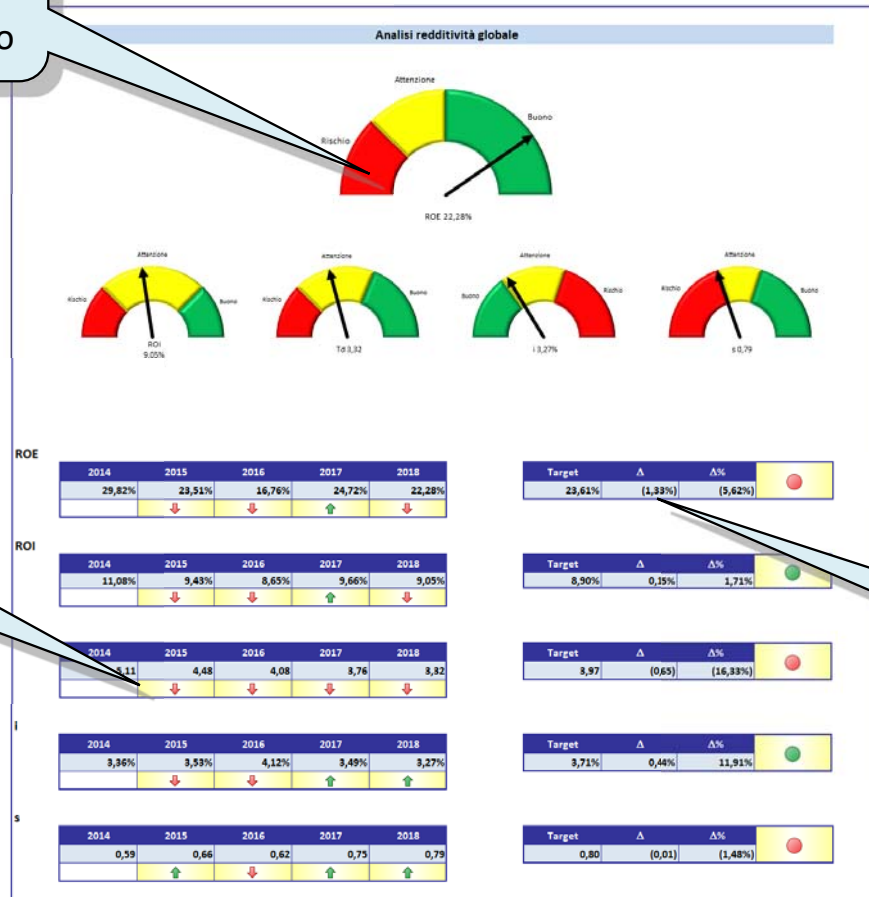 o
Analisi redditività globale
Attenzione
Rischio
Buono
ROE 22,28%
Attenzione
Rischio
Buono
ROI
9.05%
Attenzione
Rischio
Buono
Td 3,32
Attenzione
Buono
Rischio
i 3,27%
Attenzione
Rischio
Buono
s 0,79
ROE
2014 2015 2016 2017 2018 Target Δ Δ%
29,82% 23,51% 16,76% 24,72% 22,28% 23,61% (1,33%) (5,62%)
ROI
2014 2015 2016 2017 2018 Target Δ Δ%
11,08% 9,43% 8,65% 9,66% 9,05% 8,90% 0,15% 1,71%
2014 2015 2016 2017 2018 Target Δ Δ%
5,11 4,48 4,08 3,76 3,32 3,97 (0,65) (16,33%)
i
2014 2015 2016 2017 2018 Target Δ Δ%
3,36% 3,53% 4,12% 3,49% 3,27% 3,71% 0,44% 11,91%
s
2014 2015 2016 2017 2018 Target Δ Δ%
0,59 0,66 0,62 0,75 0,79 0,80 (0,01) (1,48%)